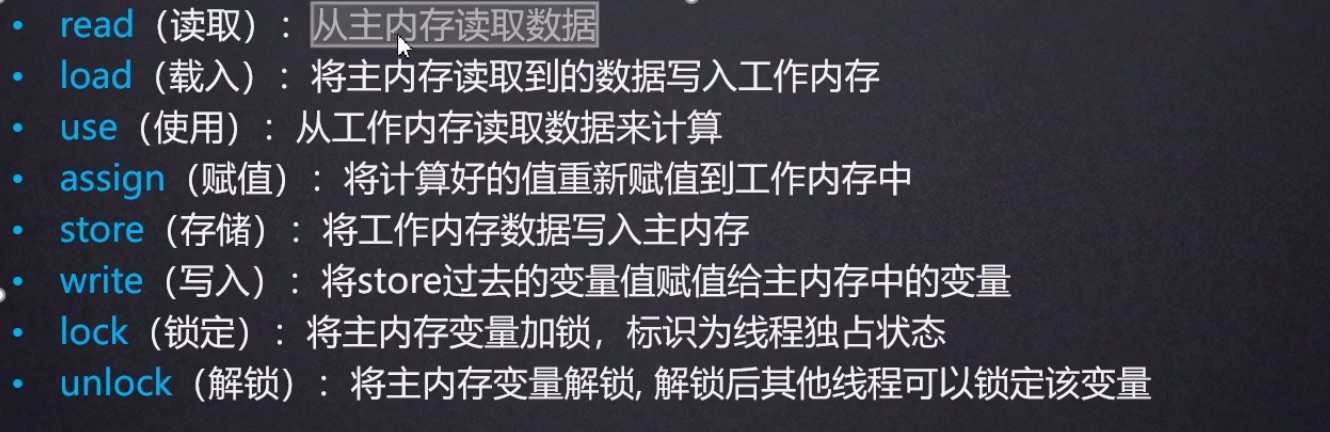 • read（读取）：从主内存读取数据
• load（载入）：将主内存读取到的数据写入工作内存
• use（使用）：从工作内存读取数据来计算
• assign（赋值）：将计算好的值重新赋值到工作内存中
• store（存储）：将工作内存数据写入主内存
• write（写入）：将store过去的变量值赋值给主内存中的变量
• lock（锁定）：将主内存变量加锁，标识为线程独占状态
• unlock（解锁）：将主内存变量解锁, 解锁后其他线程可以锁定该变量